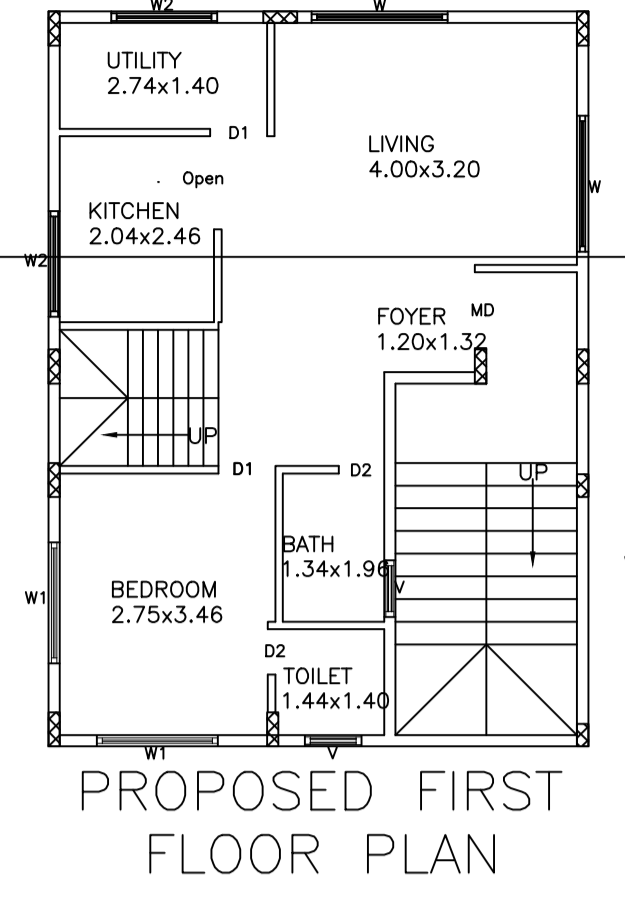 W2
W
UTILITY
2.74x1.40
D1
LIVING
4.00x3.20
Open
W
KITCHEN
2.04x2.46
W2
FOYER
1.20x1.32
MD
UP
D1
D2
UP
BATH
1.34x1.96
V
BEDROOM
2.75x3.46
W1
D2
TOILET
1.44x1.40
W1
V
PROPOSED FIRST
FLOOR PLAN